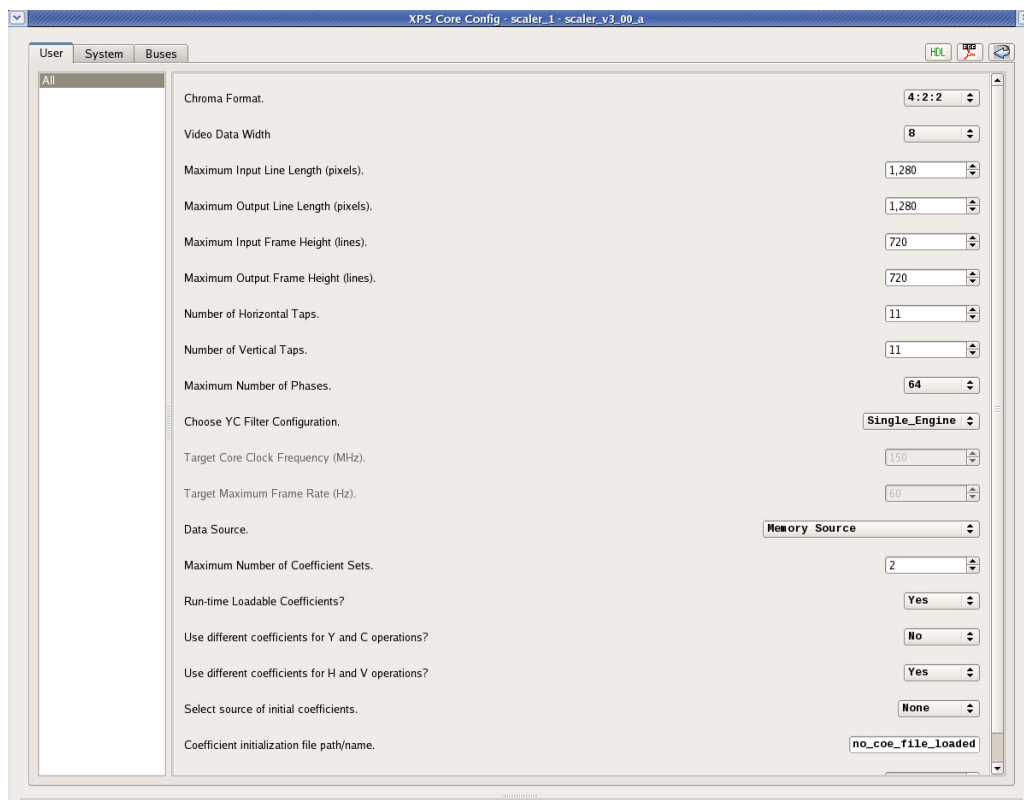 XPS Core Config - scaler_1 - scaler_v3_00_a
User System Buses HDL
All
Chroma Format. 4:2:2
Video Data Width 8
Maximum Input Line Length (pixels). 1,280
Maximum Output Line Length (pixels). 1,280
Maximum Input Frame Height (lines). 720
Maximum Output Frame Height (lines). 720
Number of Horizontal Taps. 11
Number of Vertical Taps. 11
Maximum Number of Phases. 64
Choose YC Filter Configuration. Single_Engine
Target Core Clock Frequency (MHz). 150
Target Maximum Frame Rate (Hz). 60
Data Source. Memory Source
Maximum Number of Coefficient Sets. 2
Run-time Loadable Coefficients? Yes
Use different coefficients for Y and C operations? No
Use different coefficients for H and V operations? Yes
Select source of initial coefficients. None
Coefficient initialization file path/name. no_coe_file_loaded